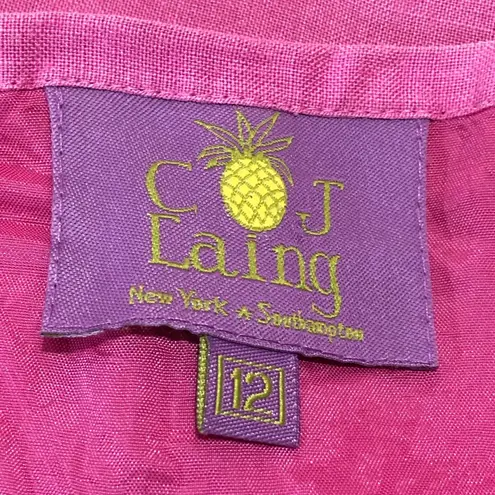 C J
Laing
New York ★ Southampton
12